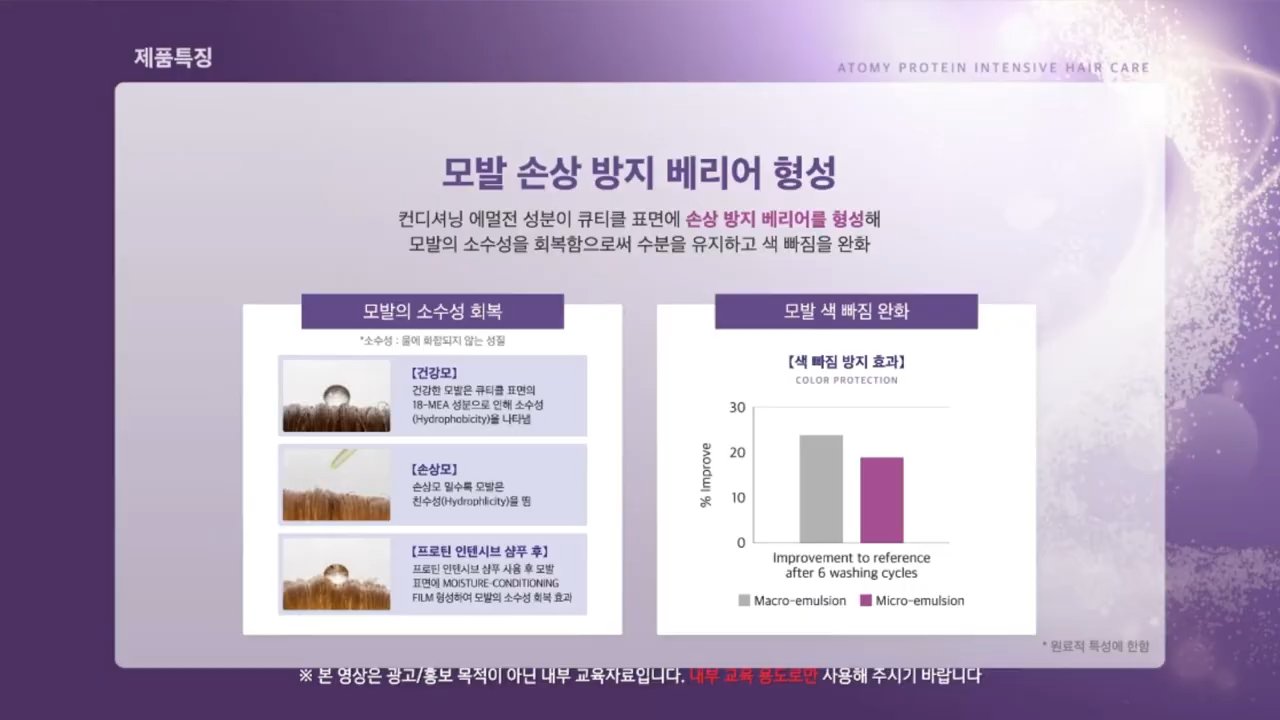 제품특징
ATOMY PROTEIN INTENSIVE HAIR CARE
모발 손상 방지 베리어 형성
컨디셔닝 에멀전 성분이 큐티클 표면에 손상 방지 베리어를 형성해
모발의 소수성을 회복함으로써 수분을 유지하고 색 빠짐을 완화
모발의 소수성 회복
*소수성 : 물에 화합되지 않는 성질
【건강모】
건강한 모발은 큐티클 표면의
18-MEA 성분으로 인해 소수성
(Hydrophobicity)을 나타냄
【손상모】
손상모 일수록 모발은
친수성(Hydrophlicity)을 띔
【프로틴 인텐시브 샴푸 후】
프로틴 인텐시브 샴푸 사용 후 모발
표면에 MOISTURE-CONDITIONING
FILM 형성하여 모발의 소수성 회복 효과
모발 색 빠짐 완화
【색 빠짐 방지 효과】
COLOR PROTECTION
% Improve
30
20
10
0
Improvement to reference
after 6 washing cycles
Macro-emulsion Micro-emulsion
* 원료적 특성에 한함
※ 본 영상은 광고/홍보 목적이 아닌 내부 교육자료입니다. 내부 교육 용도로만 사용해 주시기 바랍니다